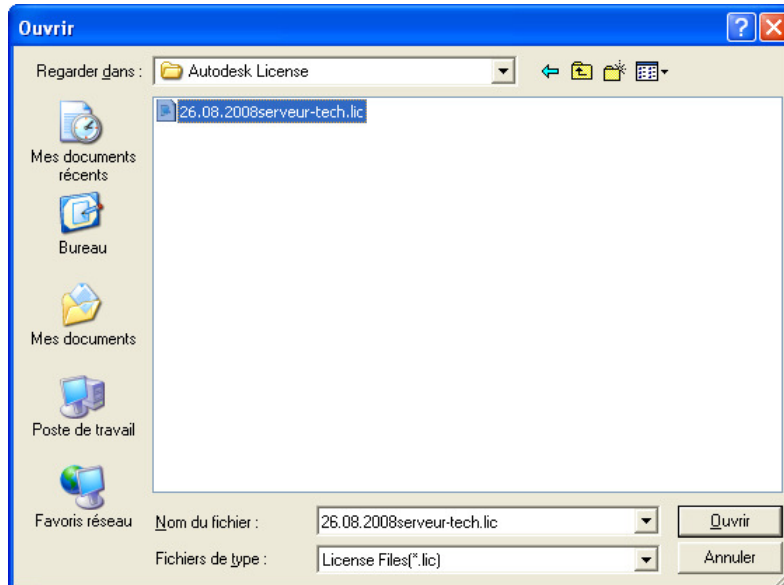 Ouvrir
Regarder dans :
Autodesk License
26.08.2008serveur-tech.lic
Mes documents
récents
Bureau
Mes documents
Poste de travail
Favoris réseau
Nom du fichier :
26.08.2008serveur-tech.lic
Ouvrir
Fichiers de type :
License Files(*.lic)
Annuler